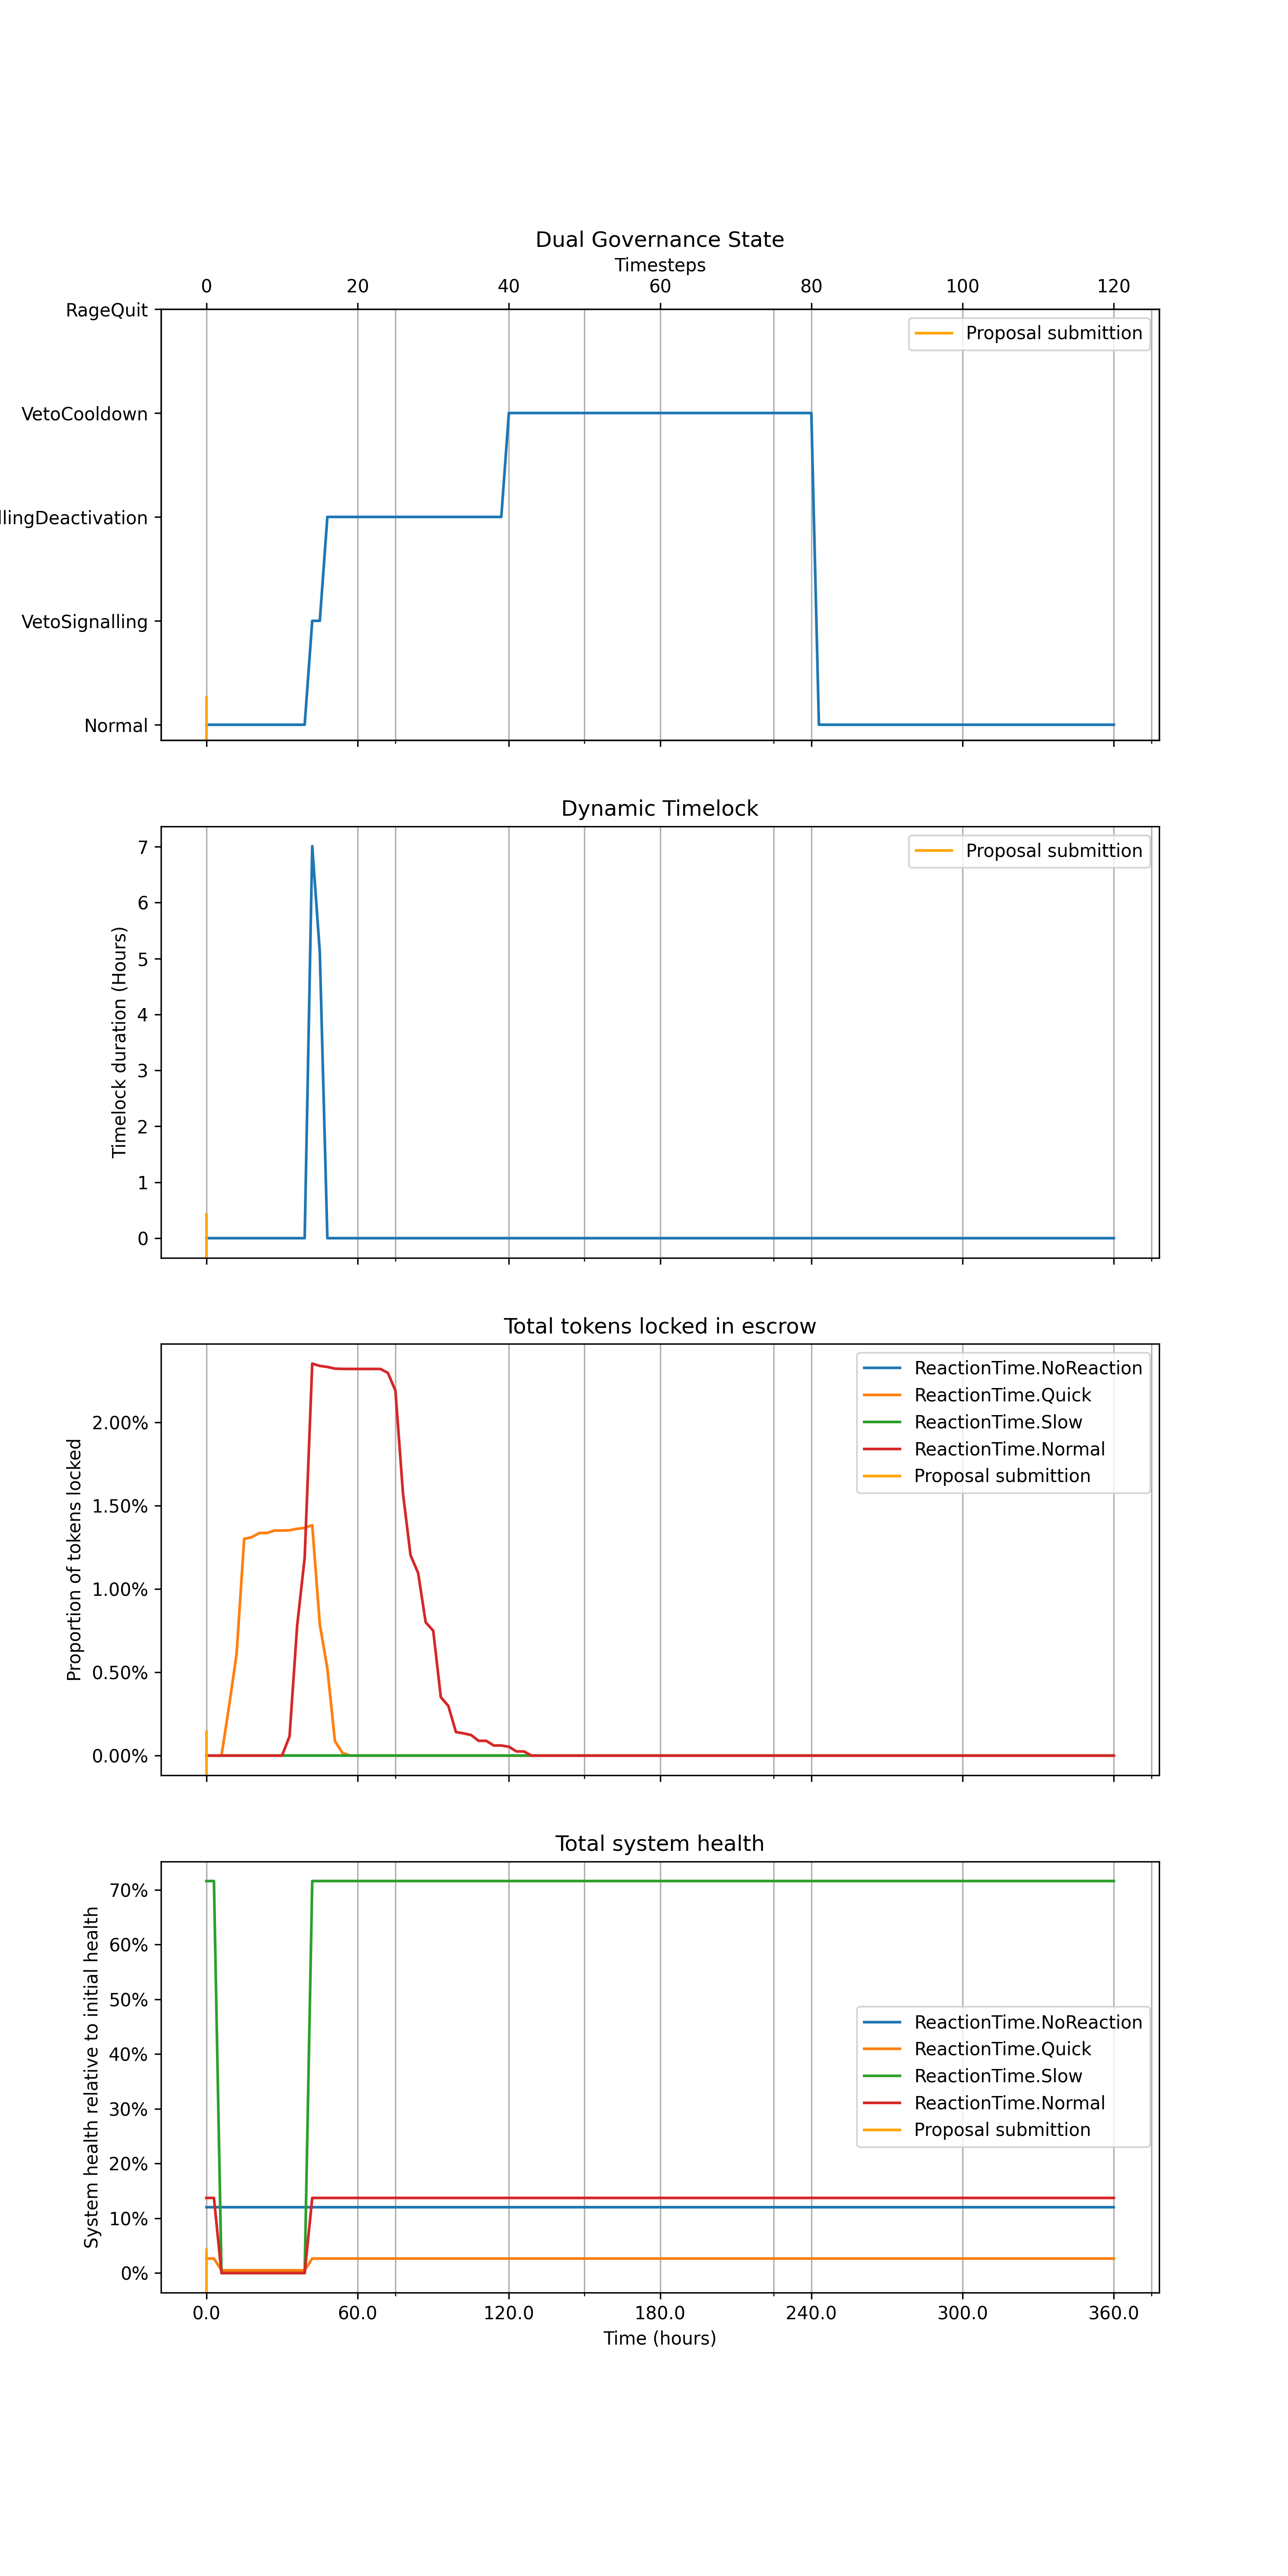 Dual Governance State
Timesteps
0 20 40 60 80 100 120
RageQuit
VetoCooldown
llingDeactivation
VetoSignalling
Normal
Proposal submittion
Dynamic Timelock
Timelock duration (Hours)
7
6
5
4
3
2
1
0
Proposal submittion
Total tokens locked in escrow
Proportion of tokens locked
2.00%
1.50%
1.00%
0.50%
0.00%
ReactionTime.NoReaction
ReactionTime.Quick
ReactionTime.Slow
ReactionTime.Normal
Proposal submittion
Total system health
System health relative to initial health
70%
60%
50%
40%
30%
20%
10%
0%
ReactionTime.NoReaction
ReactionTime.Quick
ReactionTime.Slow
ReactionTime.Normal
Proposal submittion
0.0 60.0 120.0 180.0 240.0 300.0 360.0
Time (hours)